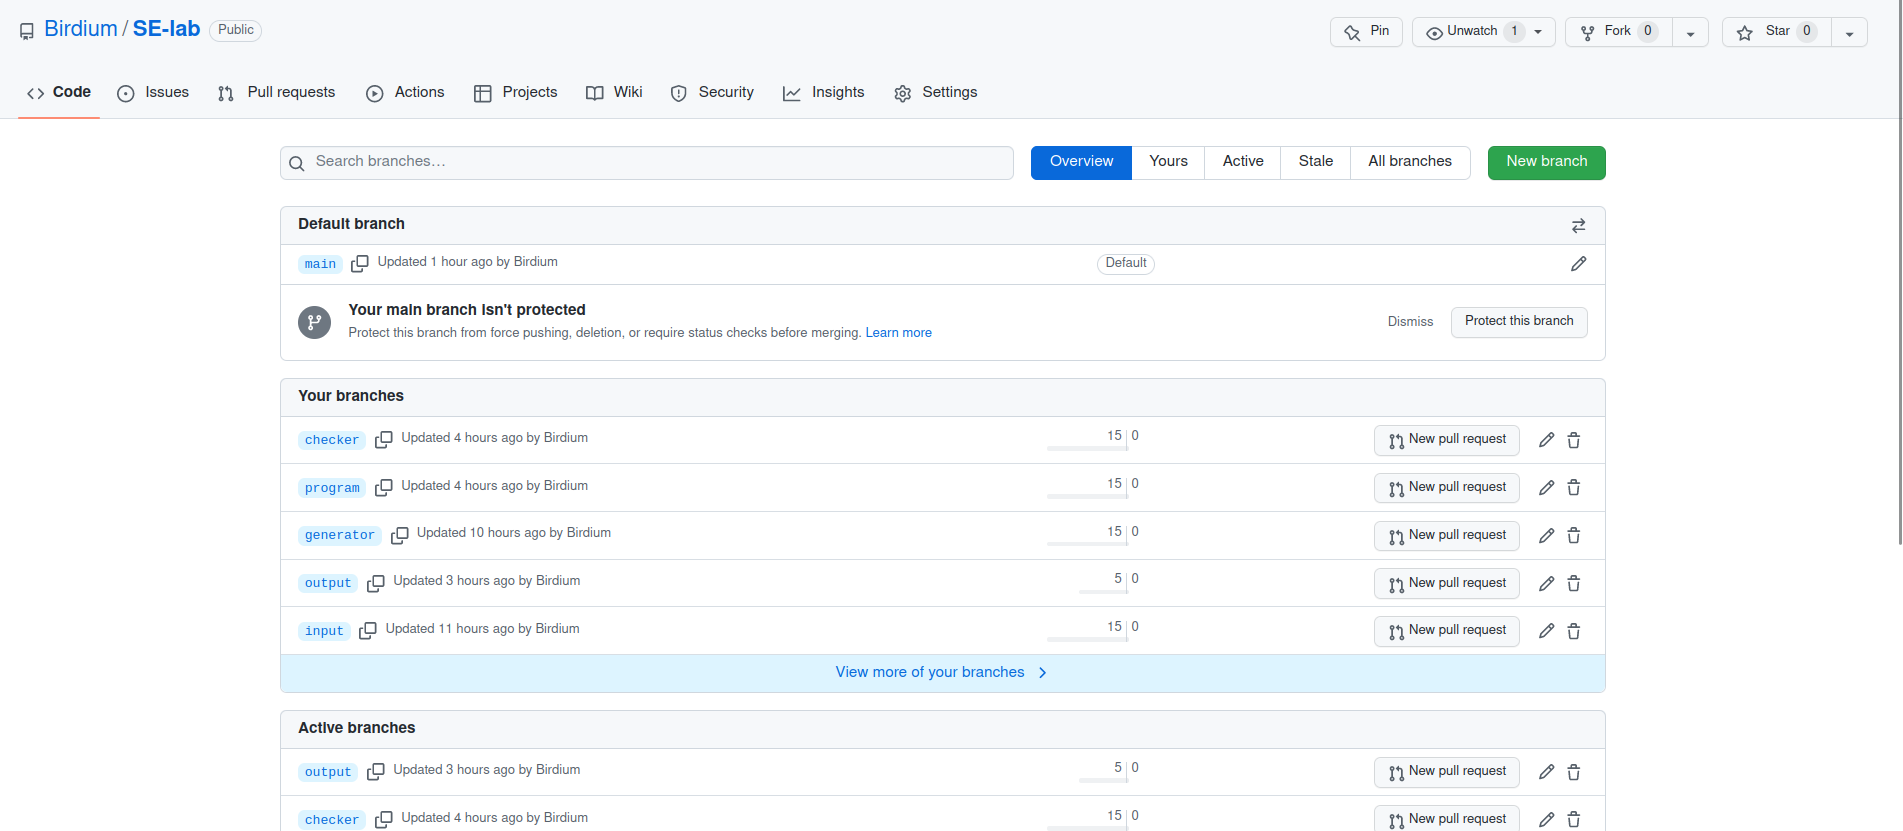 Birdium / SE-lab Public
Pin Unwatch 1 Fork 0 Star 0
Code Issues Pull requests Actions Projects Wiki Security Insights Settings
Search branches… Overview Yours Active Stale All branches New branch
Default branch
main Updated 1 hour ago by Birdium Default
Your main branch isn't protected
Protect this branch from force pushing, deletion, or require status checks before merging. Learn more
Dismiss Protect this branch
Your branches
checker Updated 4 hours ago by Birdium 15 0 New pull request
program Updated 4 hours ago by Birdium 15 0 New pull request
generator Updated 10 hours ago by Birdium 15 0 New pull request
output Updated 3 hours ago by Birdium 5 0 New pull request
input Updated 11 hours ago by Birdium 15 0 New pull request
View more of your branches
Active branches
output Updated 3 hours ago by Birdium 5 0 New pull request
checker Updated 4 hours ago by Birdium 15 0 New pull request